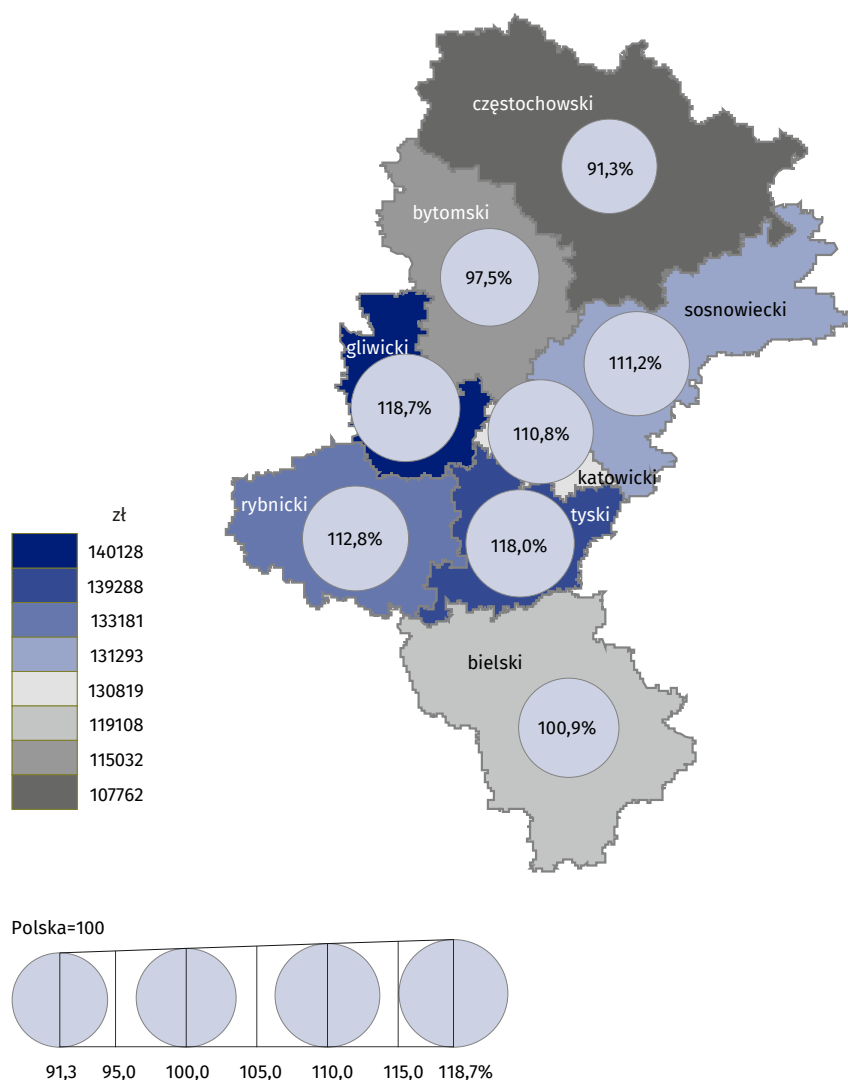 częstochowski
91,3%
bytomski
97,5%
sosnowiecki
gliwicki
111,2%
118,7%
110,8%
katowicki
rybnicki
tyski
112,8%
118,0%
bielski
100,9%
zł
140128
139288
133181
131293
130819
119108
115032
107762
Polska=100
91,3 95,0 100,0 105,0 110,0 115,0 118,7%